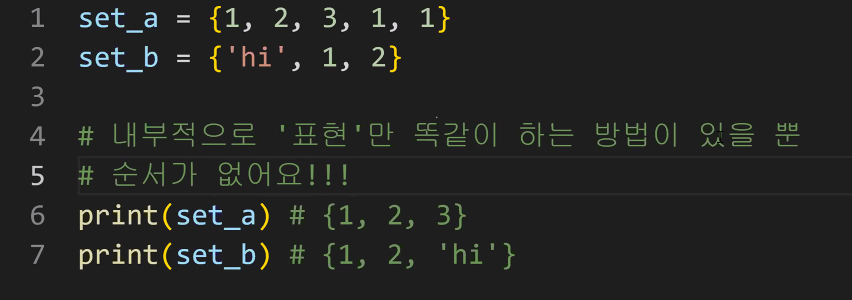 1 set_a = {1, 2, 3, 1, 1}
2 set_b = {'hi', 1, 2}
3
4 # 내부적으로 '표현'만 똑같이 하는 방법이 있을 뿐
5 # 순서가 없어요!!!
6 print(set_a) # {1, 2, 3}
7 print(set_b) # {1, 2, 'hi'}